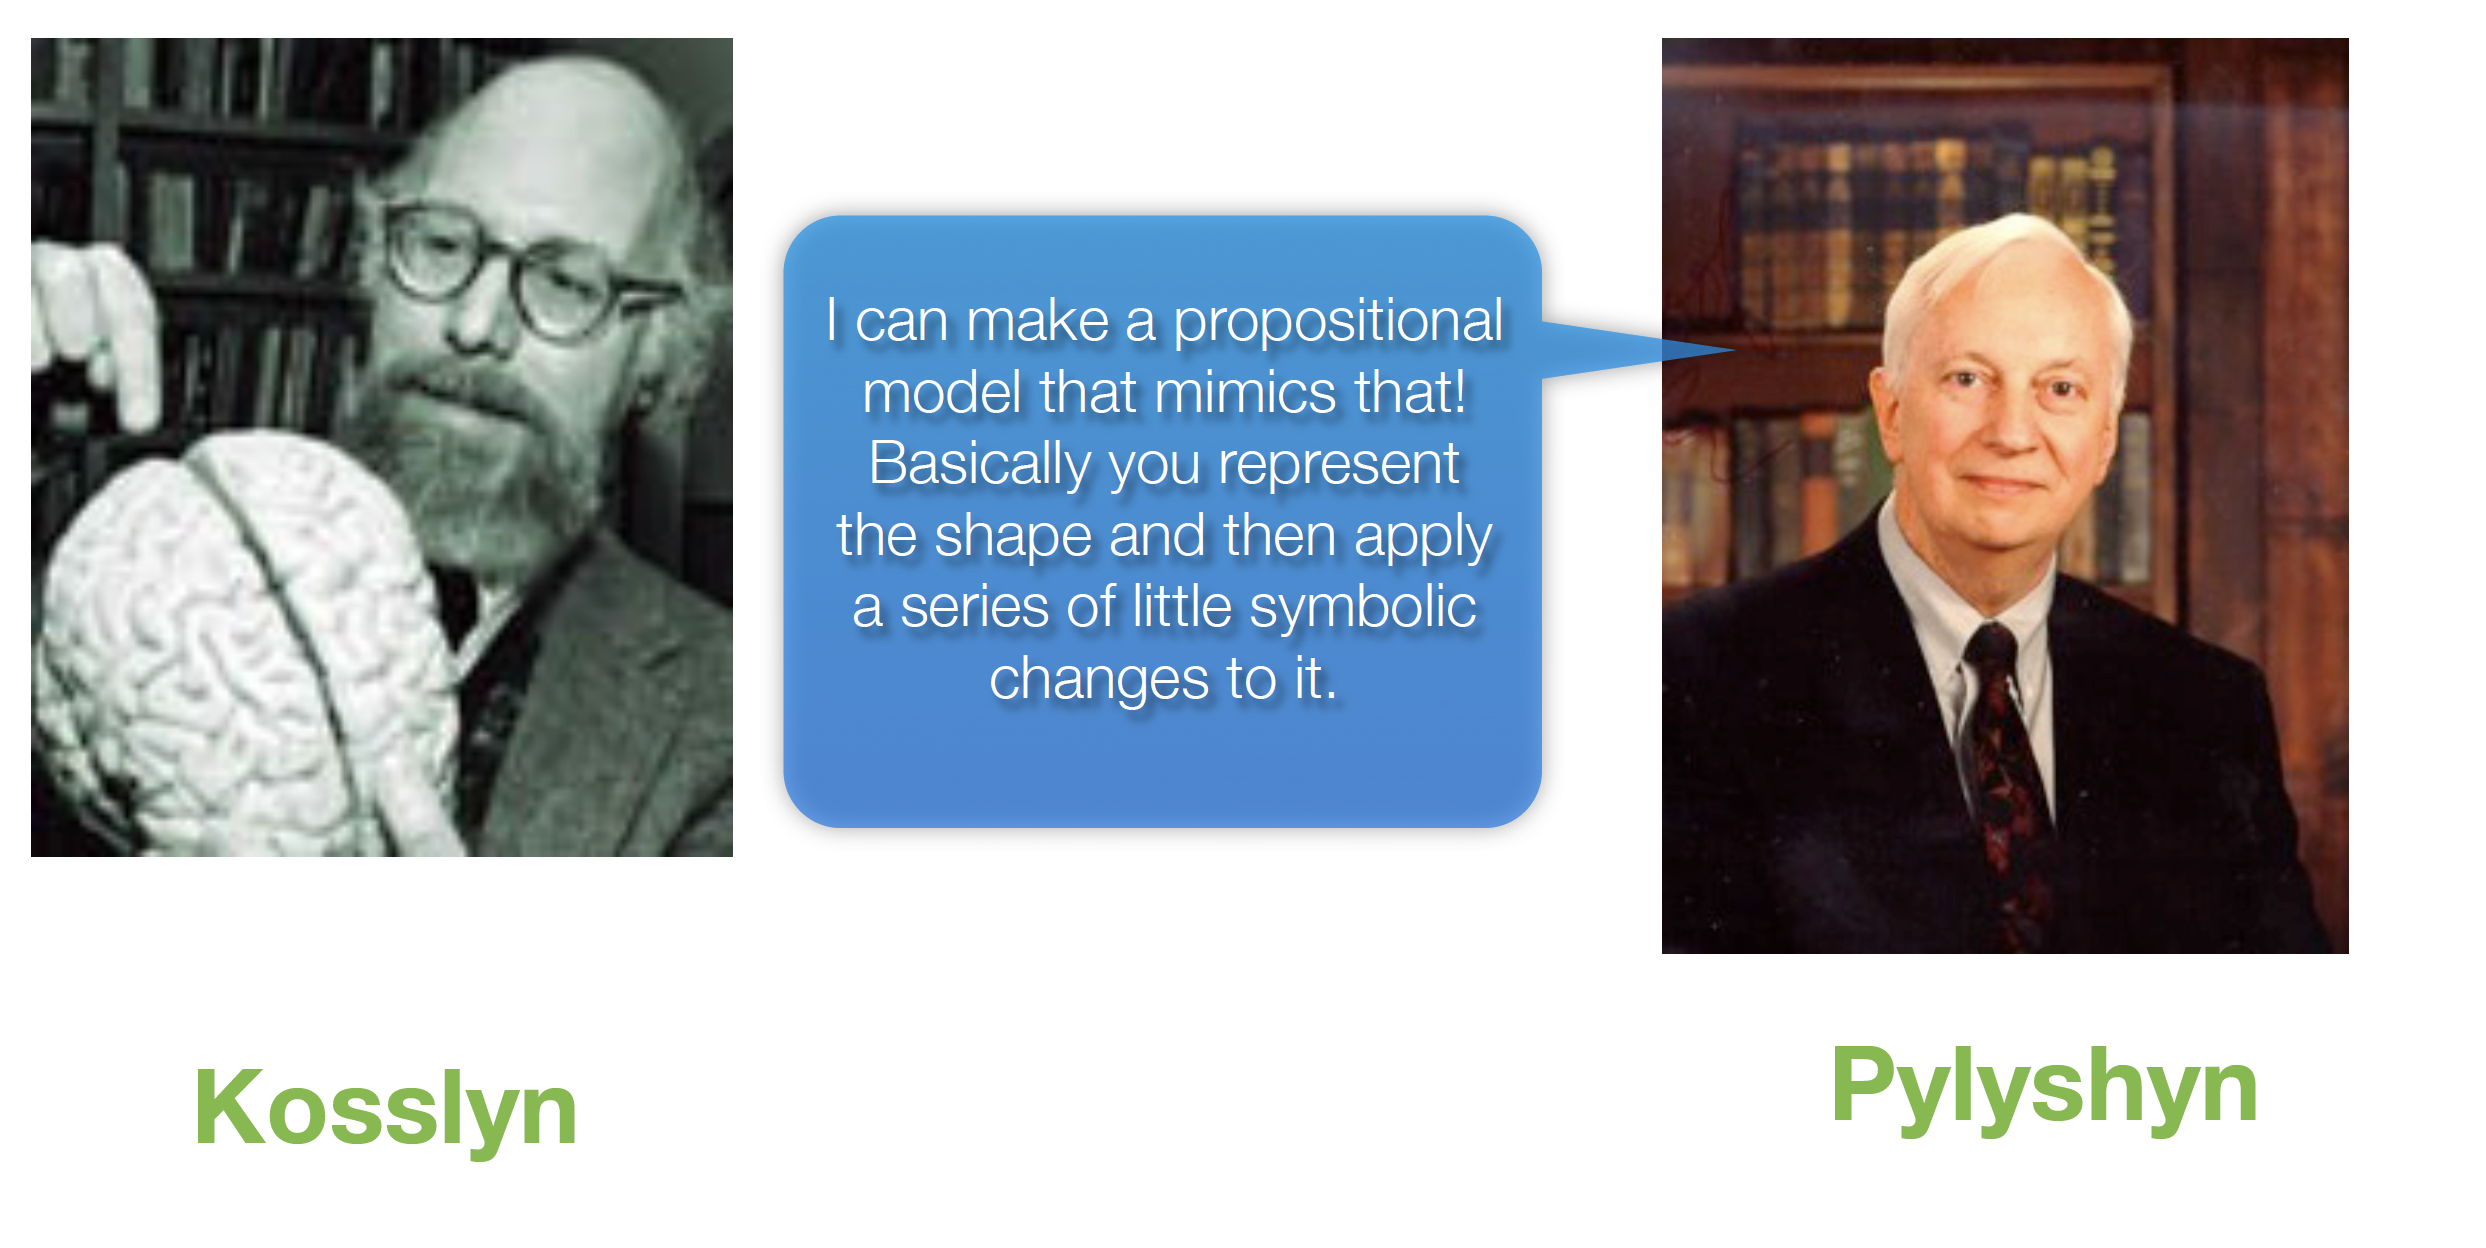 I can make a propositional
model that mimics that!
Basically you represent
the shape and then apply
a series of little symbolic
changes to it.
Kosslyn
Pylyshyn